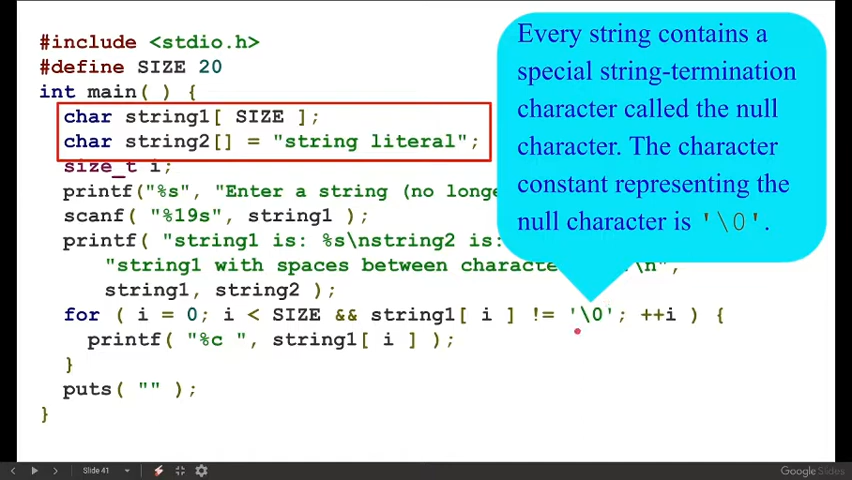 #include <stdio.h>
#define SIZE 20
int main( ) {
char string1[ SIZE ];
char string2[] = "string literal";
size_t i;
printf("%s", "Enter a string (no longe
scanf( "%19s", string1 );
printf( "string1 is: %s\nstring2 is:
"string1 with spaces between characte
string1, string2 );
for ( i = 0; i < SIZE && string1[ i ] != '\0'; ++i ) {
printf( "%c ", string1[ i ] );
}
puts( "" );
}
Every string contains a
special string-termination
character called the null
character. The character
constant representing the
null character is '\0'.
Slide 41
Google Slides